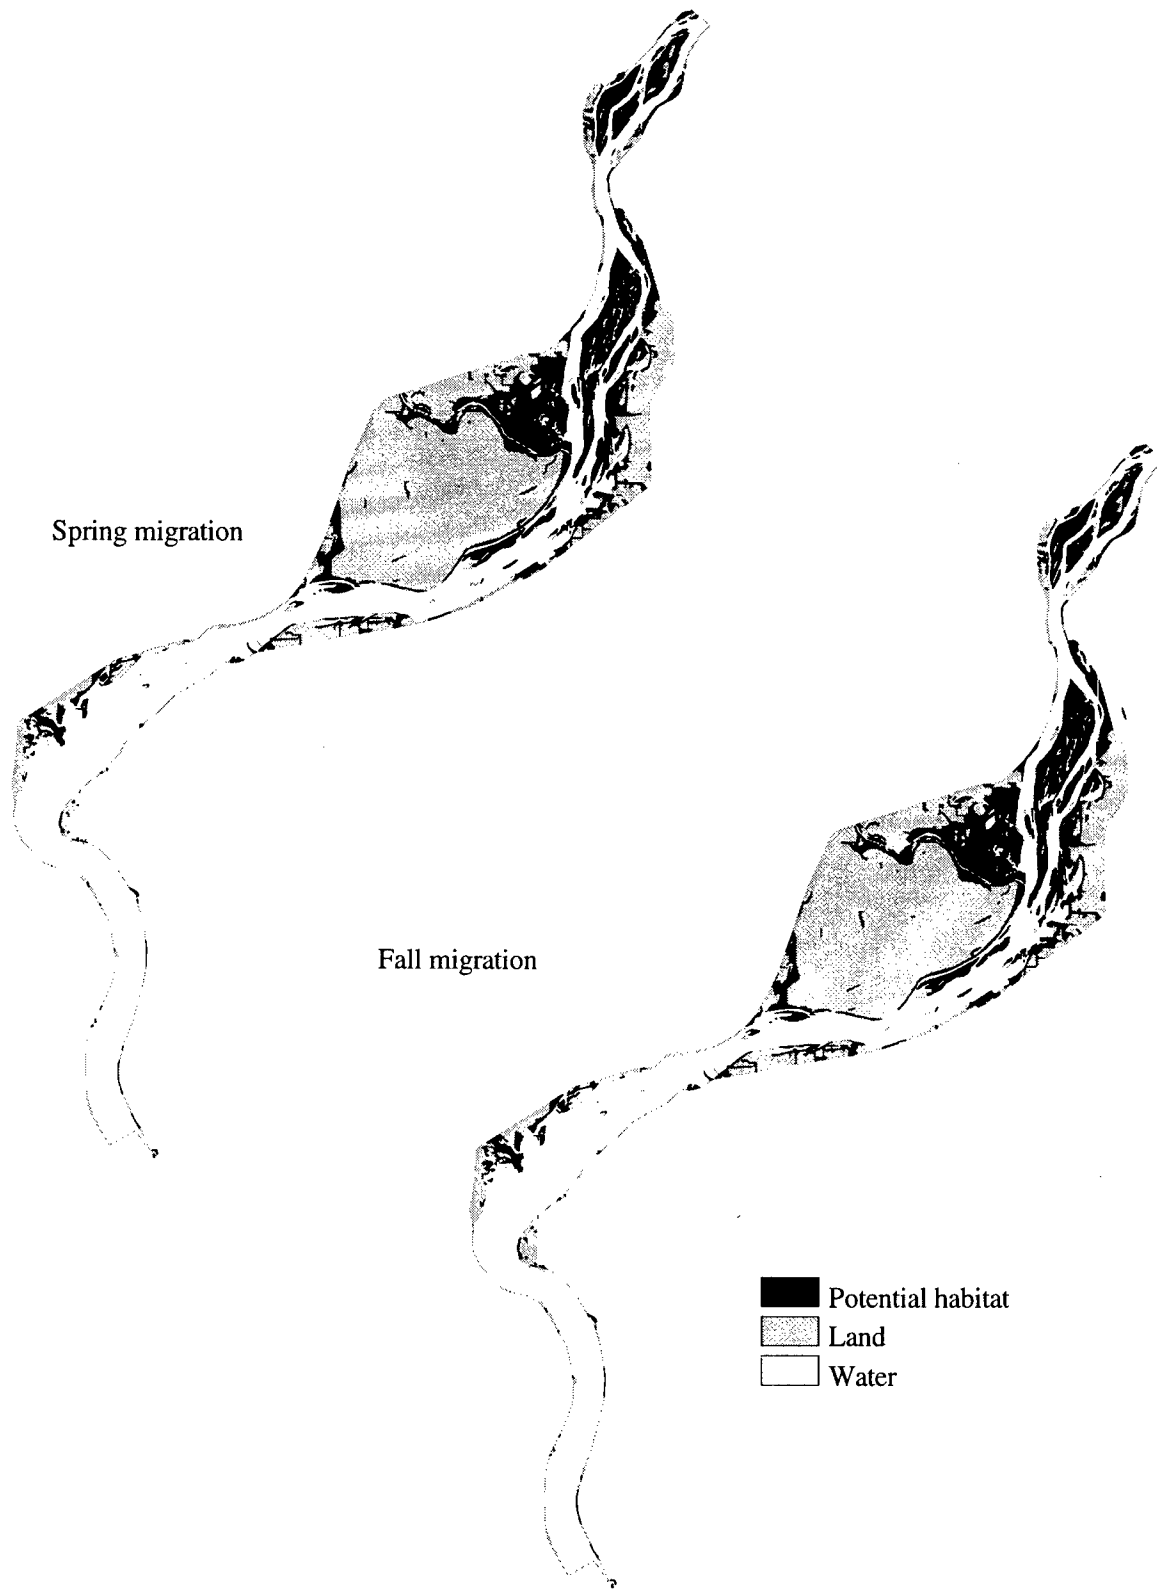 Spring migration
Fall migration
Potential habitat
Land
Water